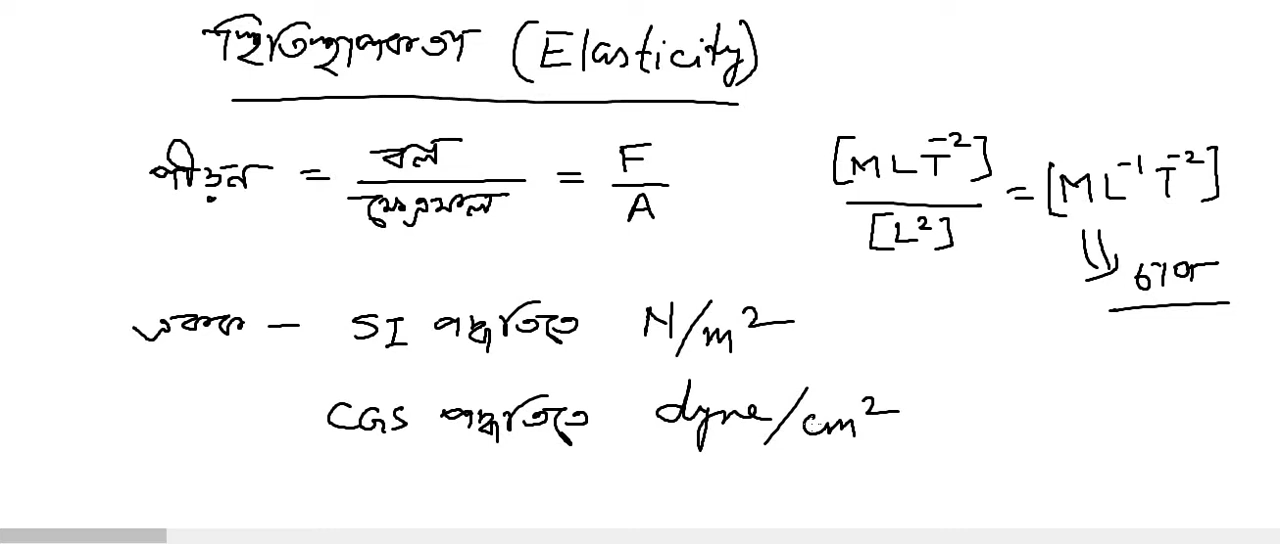 স্থিতিস্থাপকতা (Elasticity)
পীড়ন = বল / ক্ষেত্রফল = F / A [MLT⁻²] / [L²] = [ML⁻¹T⁻²]
একক – SI পদ্ধতিতে N/m²
CGS পদ্ধতিতে dyne/cm²